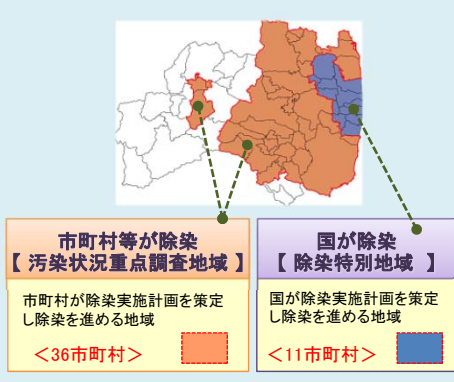 市町村等が除染
【 汚染状況重点調査地域 】
市町村が除染実施計画を策定
し除染を進める地域
＜36市町村＞
国が除染
【 除染特別地域 】
国が除染実施計画を策定
し除染を進める地域
＜11市町村＞